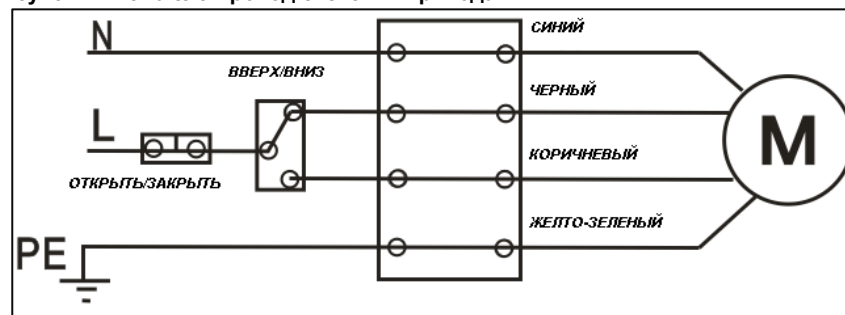 N
СИНИЙ
ВВЕРХ/ВНИЗ
ЧЕРНЫЙ
L
КОРИЧНЕВЫЙ
M
ОТКРЫТЬ/ЗАКРЫТЬ
ЖЕЛТО-ЗЕЛЕНЫЙ
PE